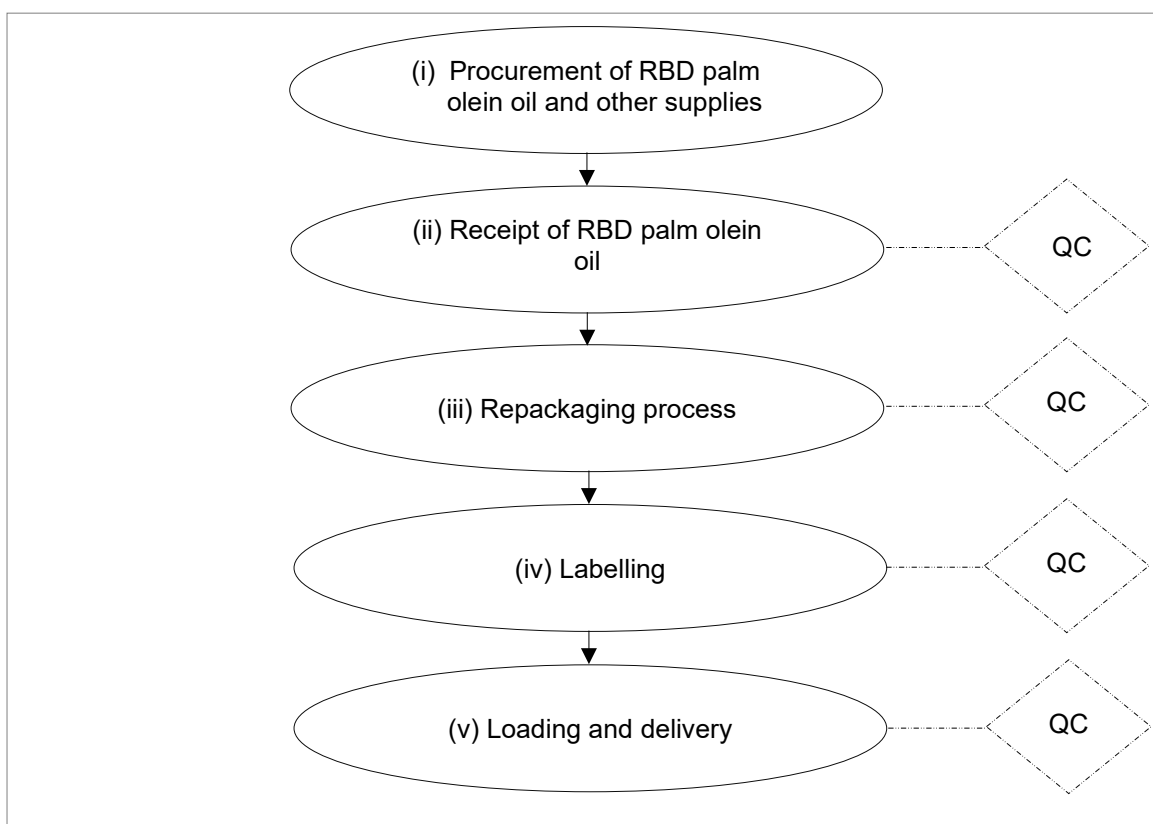 (i) Procurement of RBD palm
olein oil and other supplies
(ii) Receipt of RBD palm olein
oil
QC
(iii) Repackaging process
QC
(iv) Labelling
QC
(v) Loading and delivery
QC